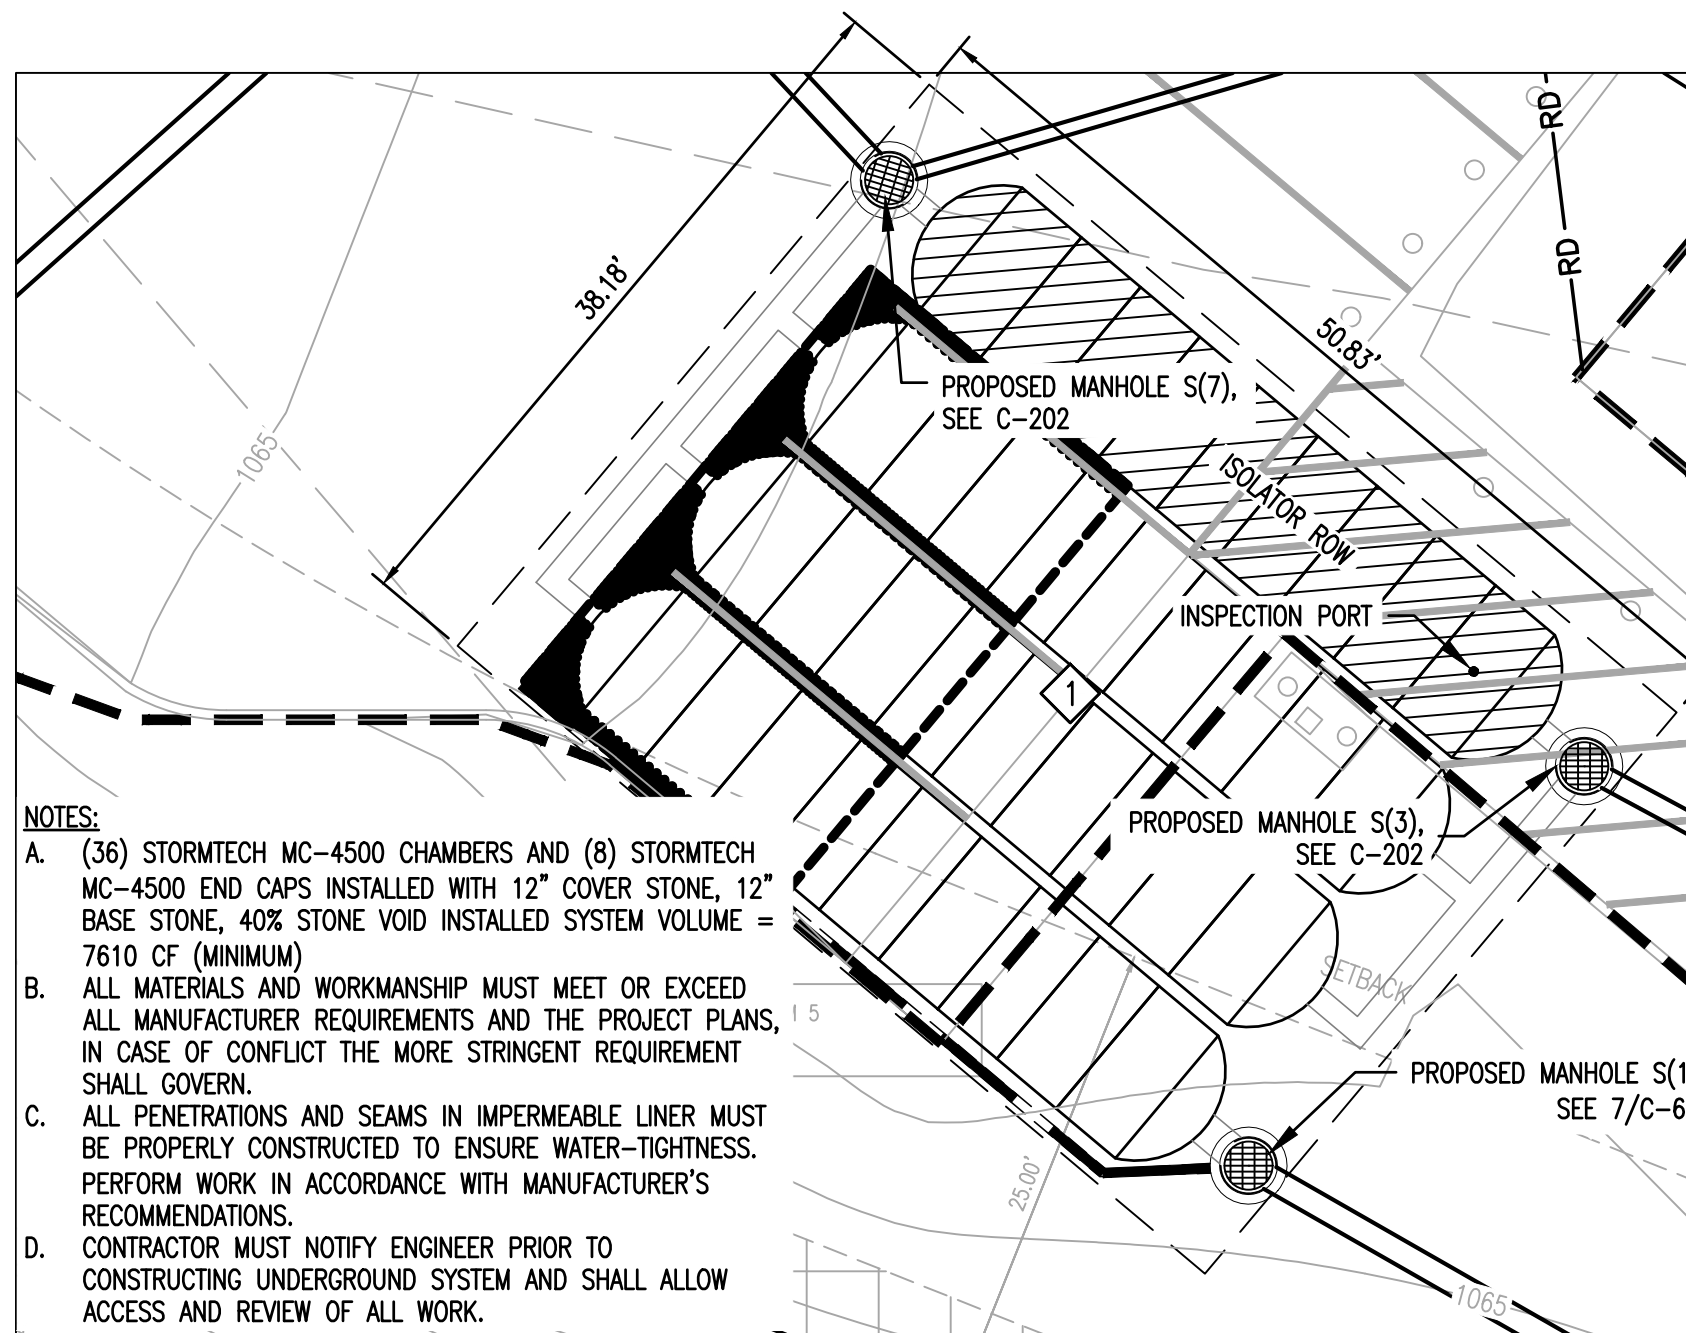 RD
RD
38.18'
50.83'
PROPOSED MANHOLE S(7),
SEE C-202
1065
ISOLATOR ROW
INSPECTION PORT
1
PROPOSED MANHOLE S(3),
SEE C-202
SETBACK
PROPOSED MANHOLE S(1
SEE 7/C-6
25.00'
1065
5
NOTES:
A. (36) STORMTECH MC-4500 CHAMBERS AND (8) STORMTECH
MC-4500 END CAPS INSTALLED WITH 12" COVER STONE, 12"
BASE STONE, 40% STONE VOID INSTALLED SYSTEM VOLUME =
7610 CF (MINIMUM)
B. ALL MATERIALS AND WORKMANSHIP MUST MEET OR EXCEED
ALL MANUFACTURER REQUIREMENTS AND THE PROJECT PLANS,
IN CASE OF CONFLICT THE MORE STRINGENT REQUIREMENT
SHALL GOVERN.
C. ALL PENETRATIONS AND SEAMS IN IMPERMEABLE LINER MUST
BE PROPERLY CONSTRUCTED TO ENSURE WATER-TIGHTNESS.
PERFORM WORK IN ACCORDANCE WITH MANUFACTURER'S
RECOMMENDATIONS.
D. CONTRACTOR MUST NOTIFY ENGINEER PRIOR TO
CONSTRUCTING UNDERGROUND SYSTEM AND SHALL ALLOW
ACCESS AND REVIEW OF ALL WORK.